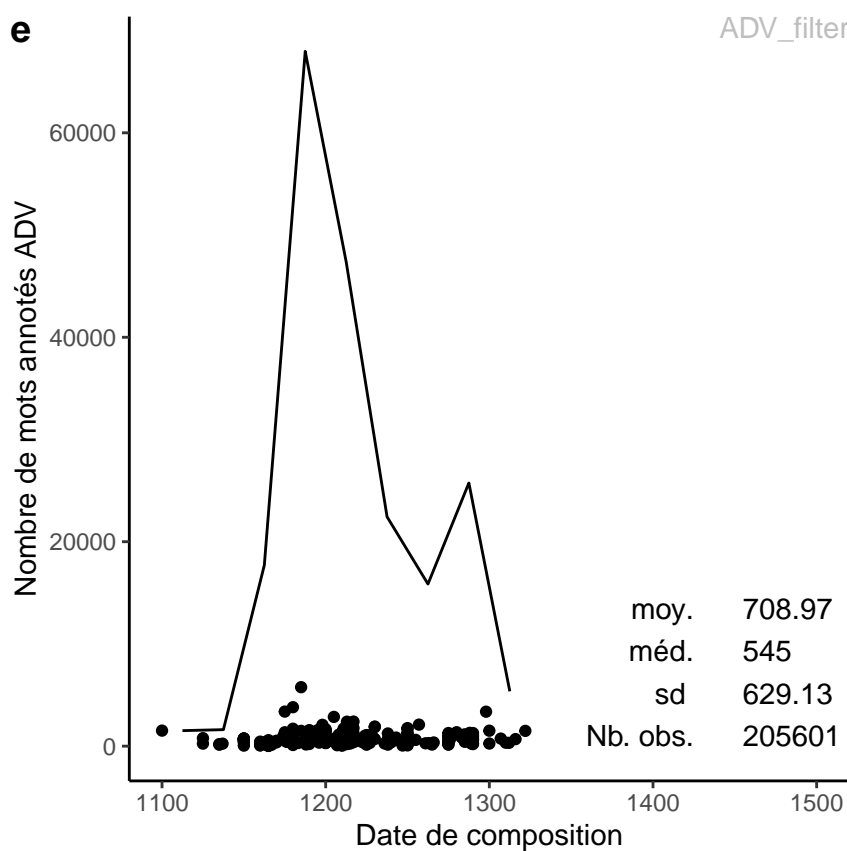 e
ADV_filter
Nombre de mots annotés ADV
60000
40000
20000
0
moy. 708.97
méd. 545
sd 629.13
Nb. obs. 205601
1100 1200 1300 1400 1500
Date de composition